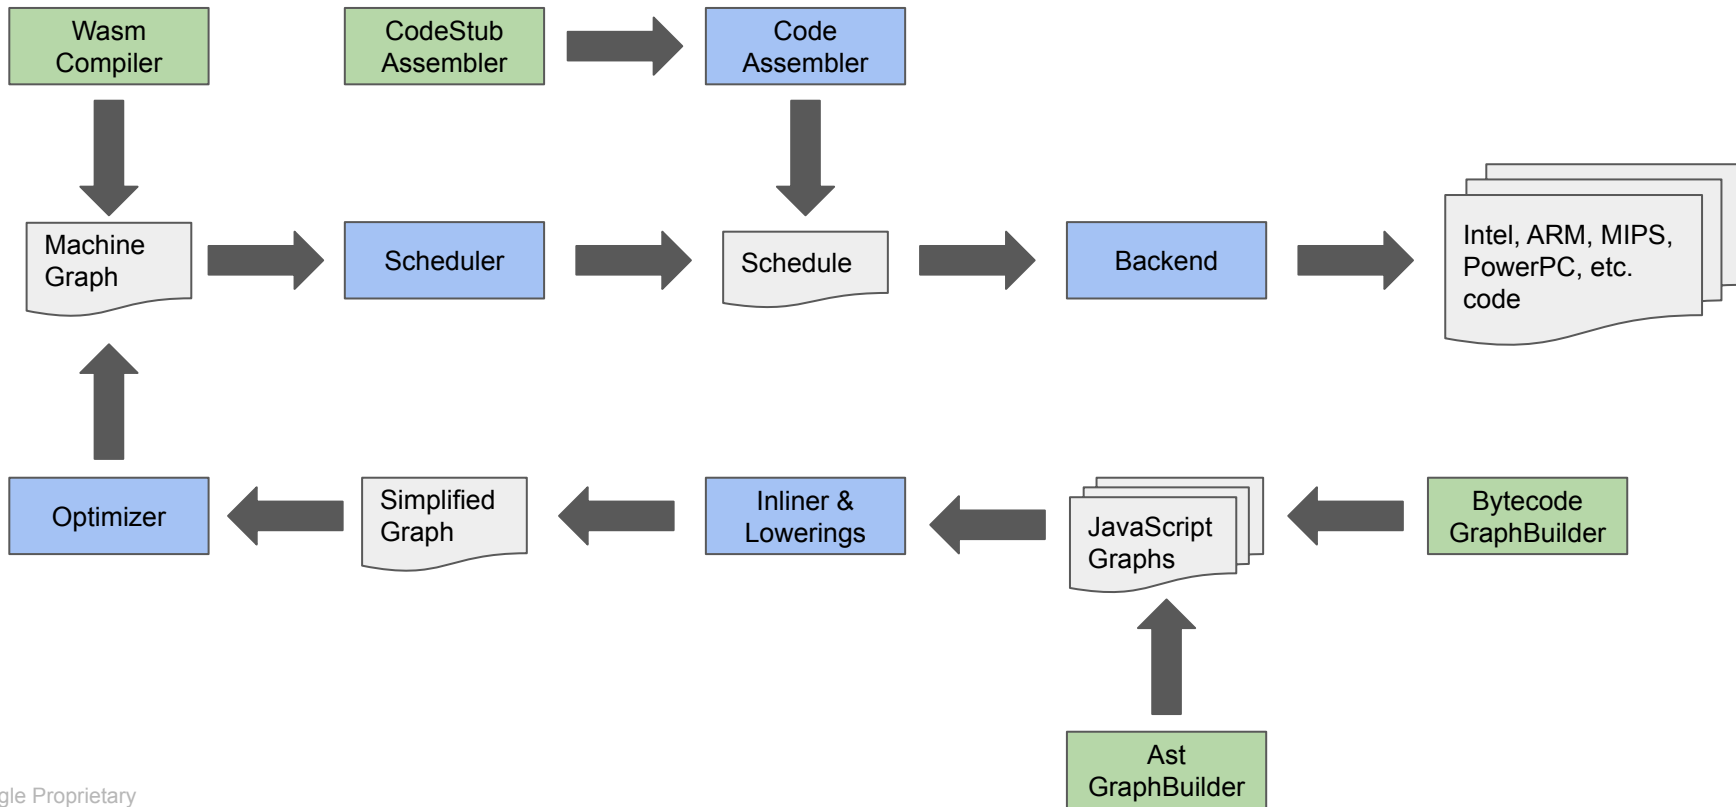 Wasm
Compiler
CodeStub
Assembler
Code
Assembler
Machine
Graph
Scheduler
Schedule
Backend
Intel, ARM, MIPS,
PowerPC, etc.
code
Optimizer
Simplified
Graph
Inliner &
Lowerings
JavaScript
Graphs
Bytecode
GraphBuilder
Ast
GraphBuilder
gle Proprietary